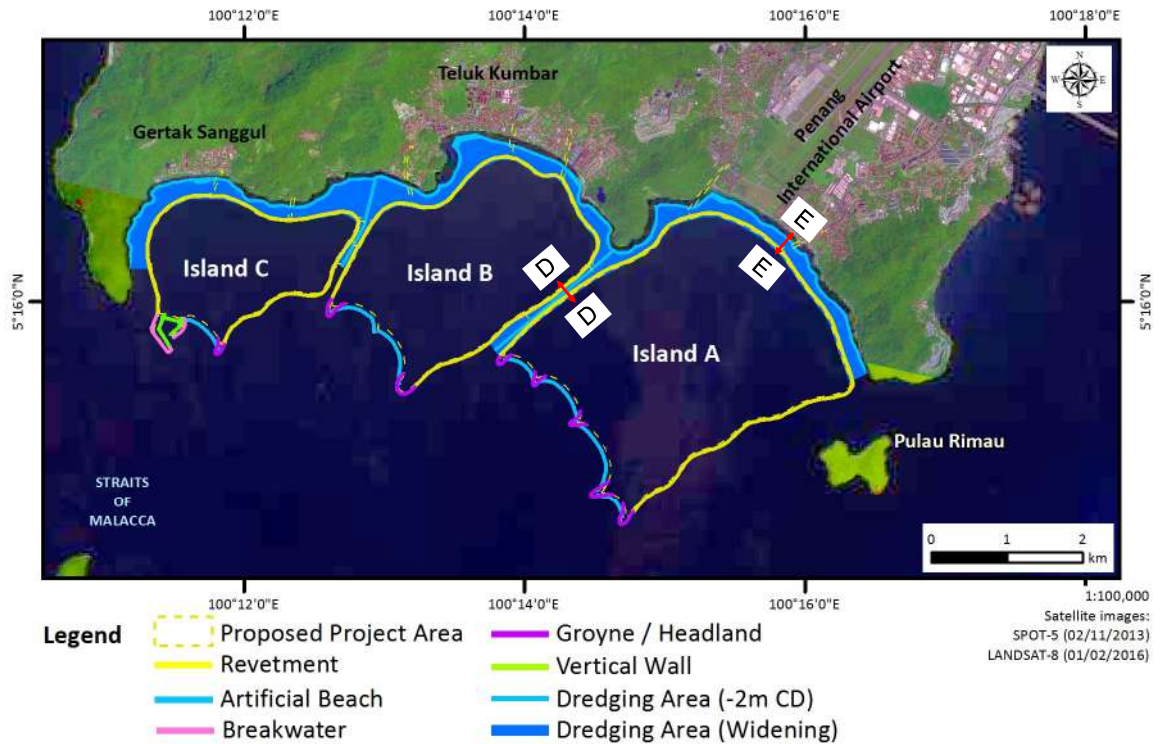 100°12'0"E 100°14'0"E 100°16'0"E 100°18'0"E
N
W E
S
Teluk Kumbar
Penang
International Airport
Gertak Sanggul
E
E
D
D
Island C
Island B
Island A
5°16'0"N
5°16'0"N
Pulau Rimau
STRAITS
OF
MALACCA
0 1 2
km
100°12'0"E 100°14'0"E 100°16'0"E
1:100,000
Satellite images:
SPOT-5 (02/11/2013)
LANDSAT-8 (01/02/2016)
Legend
Proposed Project Area
Revetment
Artificial Beach
Breakwater
Groyne / Headland
Vertical Wall
Dredging Area (-2m CD)
Dredging Area (Widening)